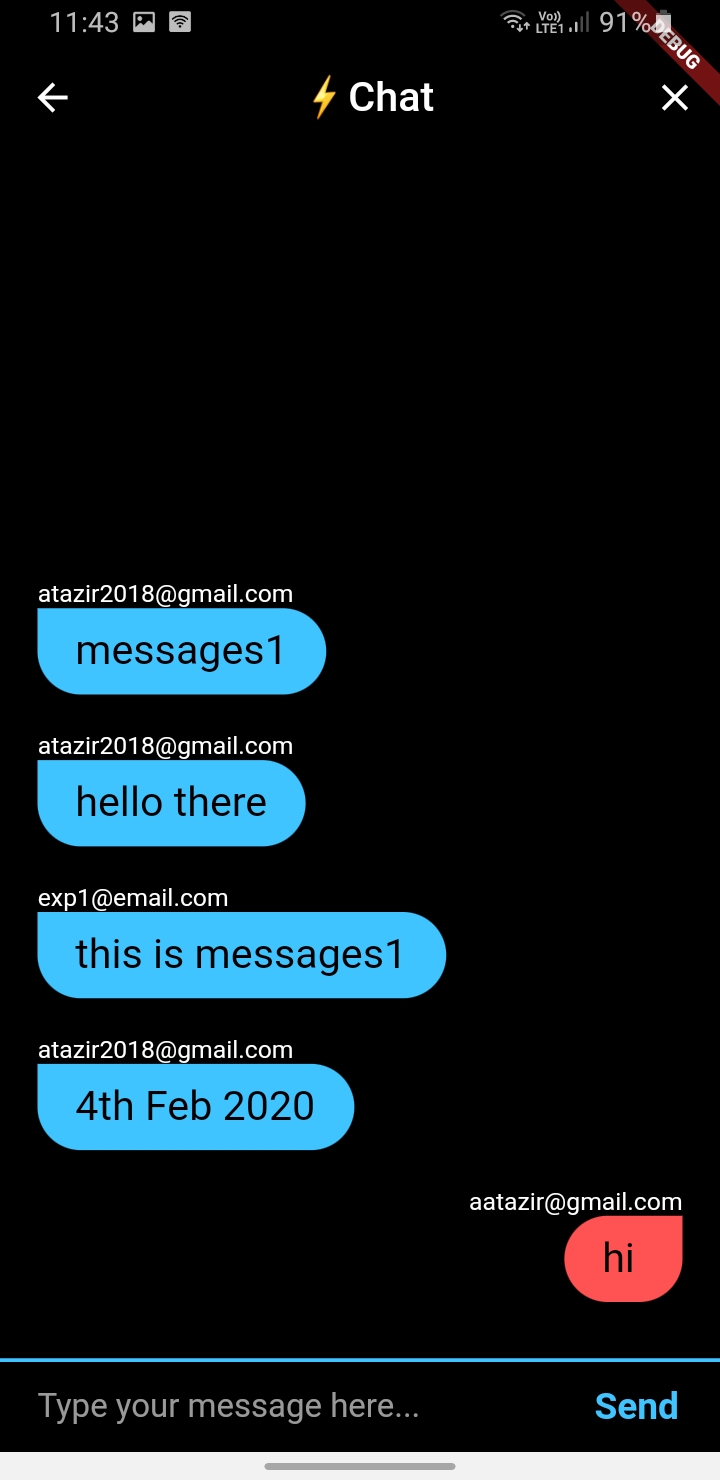 11:43 Vo)) LTE1 91%
DEBUG
⚡Chat
atazir2018@gmail.com
messages1
atazir2018@gmail.com
hello there
exp1@email.com
this is messages1
atazir2018@gmail.com
4th Feb 2020
aatazir@gmail.com
hi
Type your message here... Send